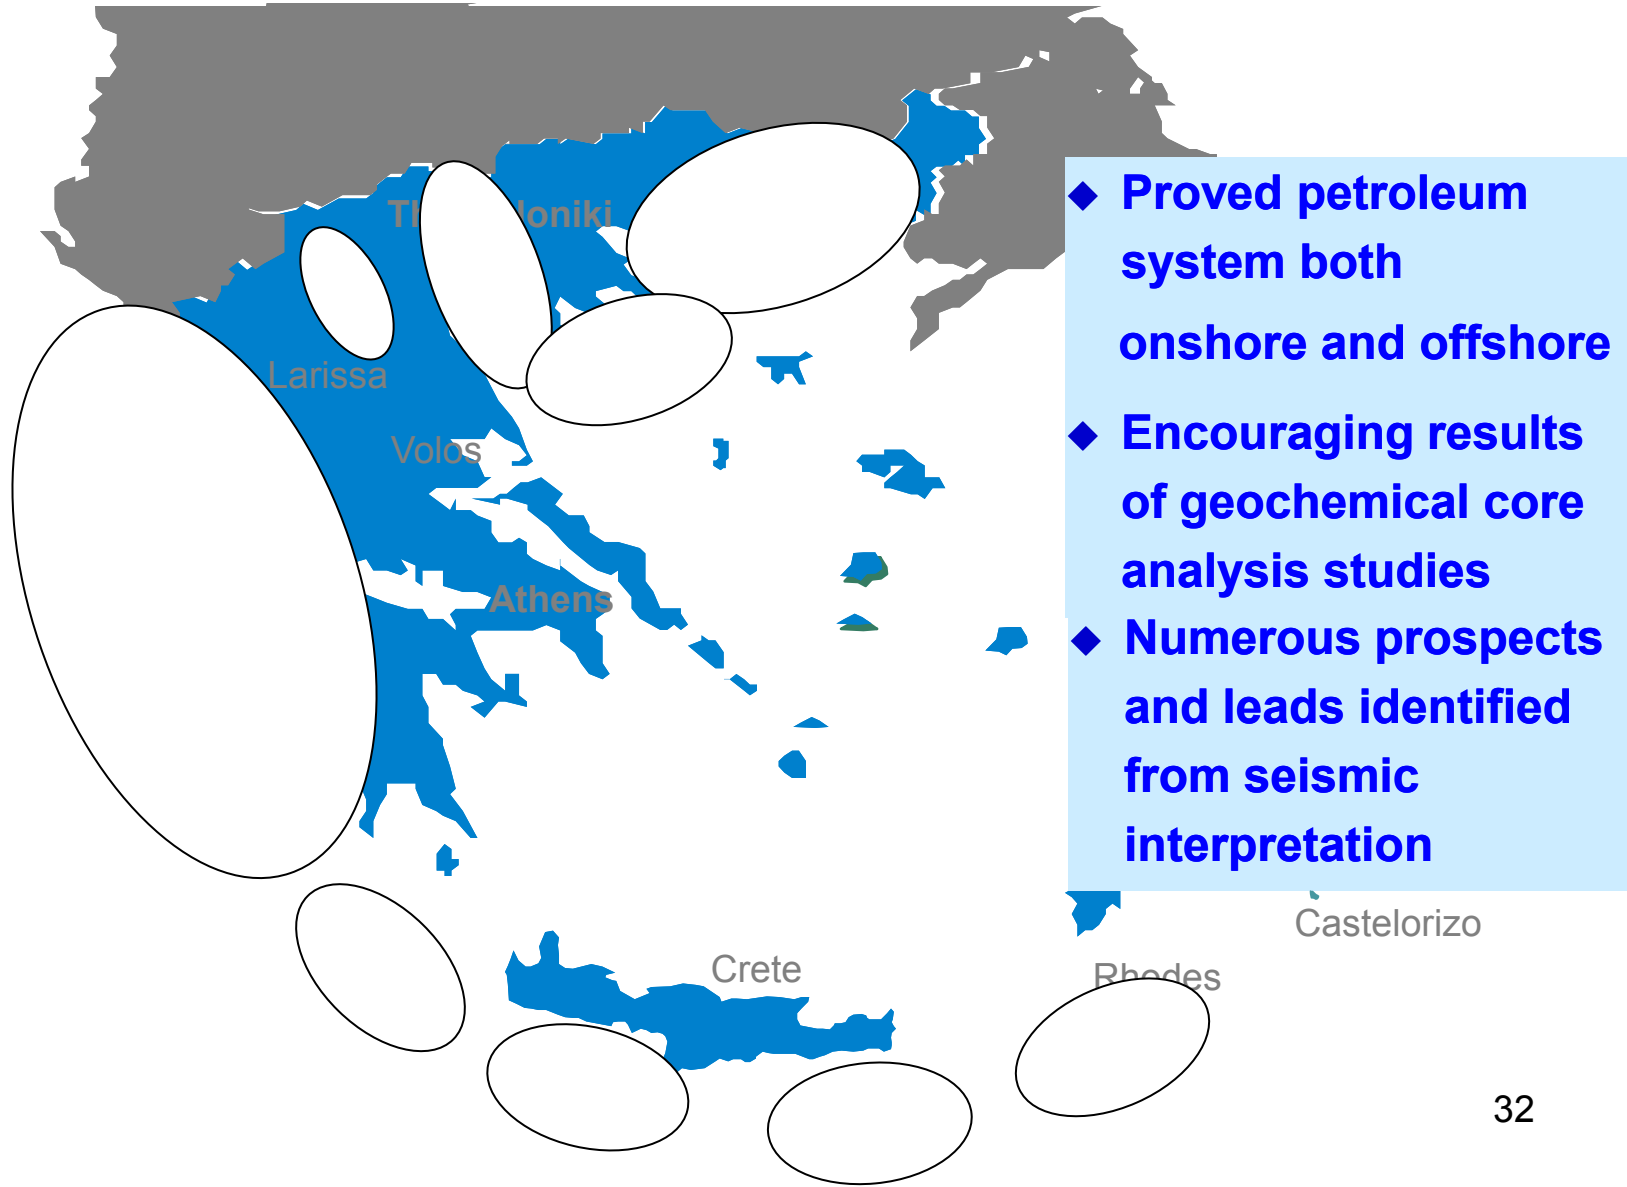 Larissa
Volos
Athens
Crete
Rhodes
Castelorizo
◆ Proved petroleum
system both
onshore and offshore
◆ Encouraging results
of geochemical core
analysis studies
◆ Numerous prospects
and leads identified
from seismic
interpretation
32